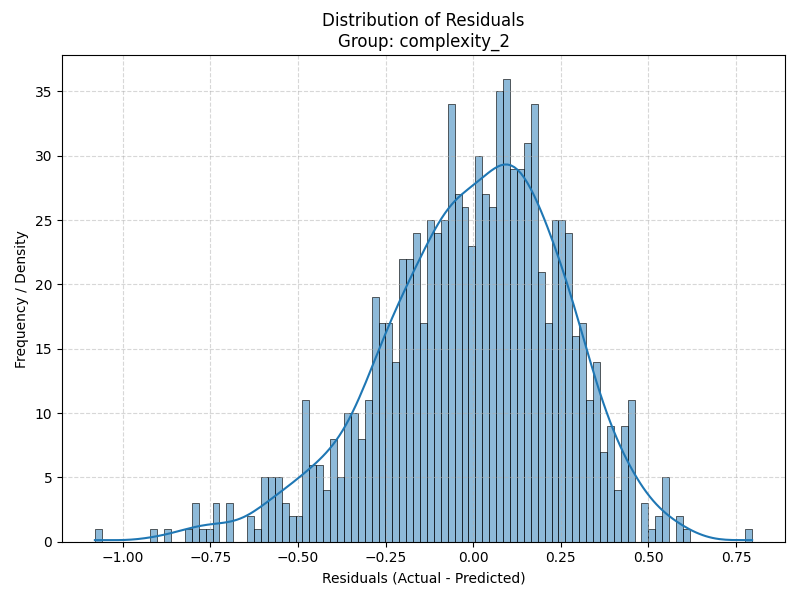 Distribution of Residuals
Group: complexity_2
Frequency / Density
35
30
25
20
15
10
5
0
−1.00 −0.75 −0.50 −0.25 0.00 0.25 0.50 0.75
Residuals (Actual - Predicted)